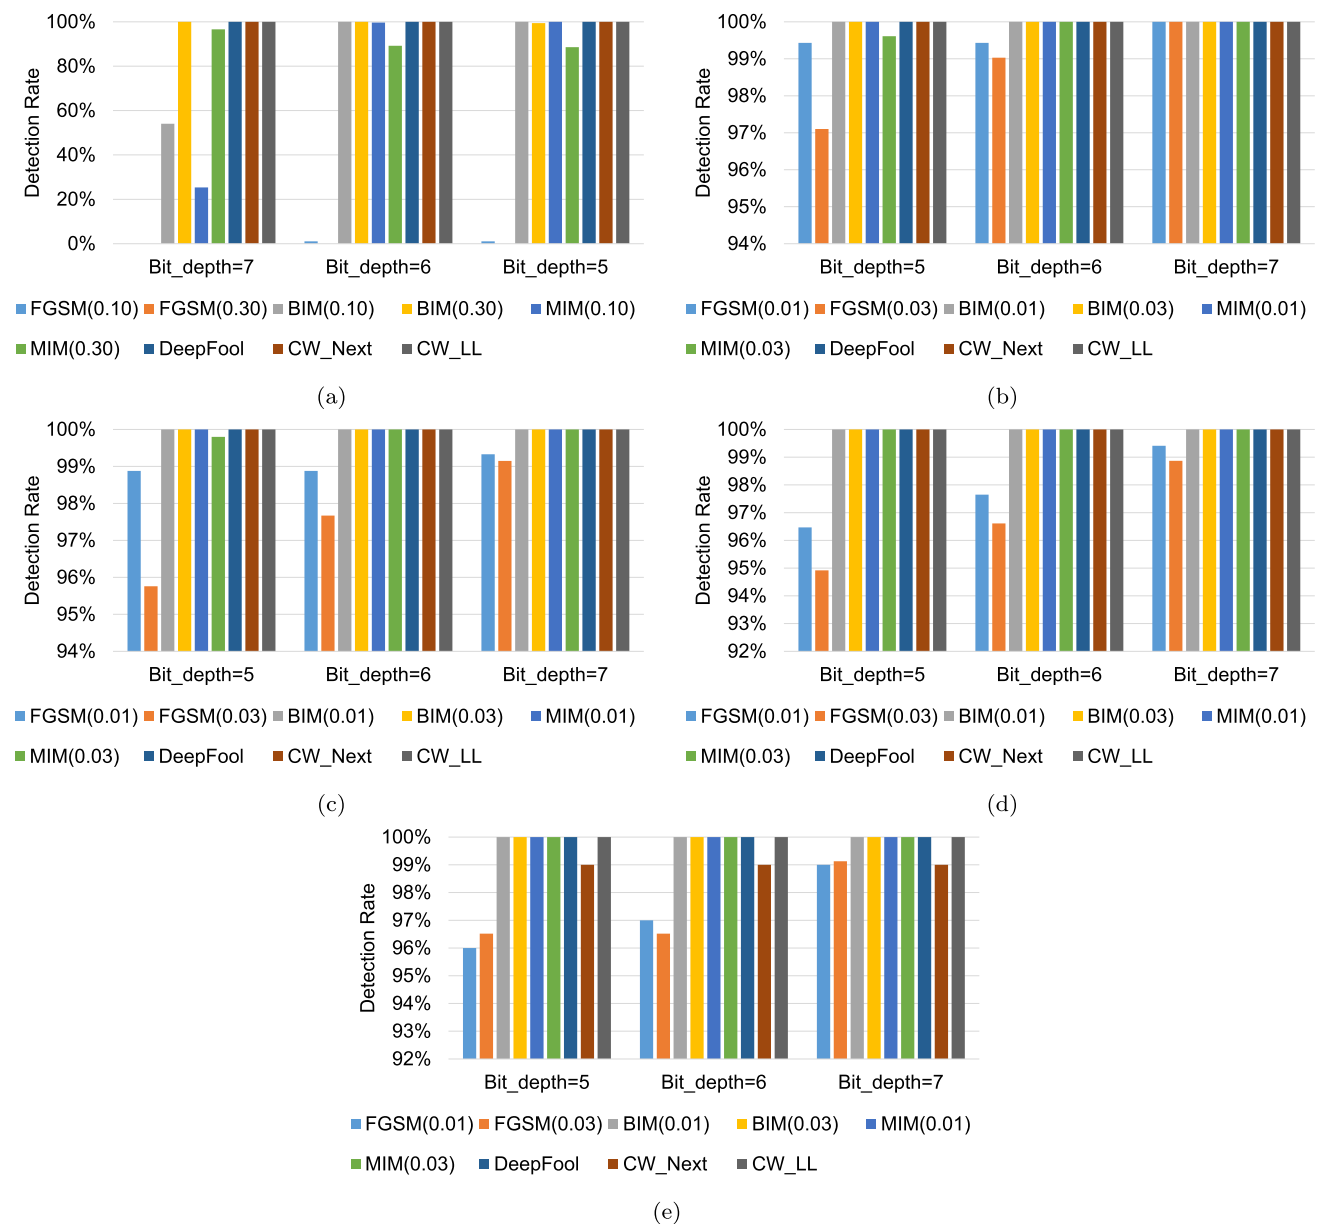 100%
80%
60%
40%
20%
0%
Detection Rate
Bit_depth=7 Bit_depth=6 Bit_depth=5
FGSM(0.10) FGSM(0.30) BIM(0.10) BIM(0.30) MIM(0.10)
MIM(0.30) DeepFool CW_Next CW_LL
(a)
100%
99%
98%
97%
96%
95%
94%
Detection Rate
Bit_depth=5 Bit_depth=6 Bit_depth=7
FGSM(0.01) FGSM(0.03) BIM(0.01) BIM(0.03) MIM(0.01)
MIM(0.03) DeepFool CW_Next CW_LL
(b)
100%
99%
98%
97%
96%
95%
94%
Detection Rate
Bit_depth=5 Bit_depth=6 Bit_depth=7
FGSM(0.01) FGSM(0.03) BIM(0.01) BIM(0.03) MIM(0.01)
MIM(0.03) DeepFool CW_Next CW_LL
(c)
100%
99%
98%
97%
96%
95%
94%
93%
92%
Detection Rate
Bit_depth=5 Bit_depth=6 Bit_depth=7
FGSM(0.01) FGSM(0.03) BIM(0.01) BIM(0.03) MIM(0.01)
MIM(0.03) DeepFool CW_Next CW_LL
(d)
100%
99%
98%
97%
96%
95%
94%
93%
92%
Detection Rate
Bit_depth=5 Bit_depth=6 Bit_depth=7
FGSM(0.01) FGSM(0.03) BIM(0.01) BIM(0.03) MIM(0.01)
MIM(0.03) DeepFool CW_Next CW_LL
(e)